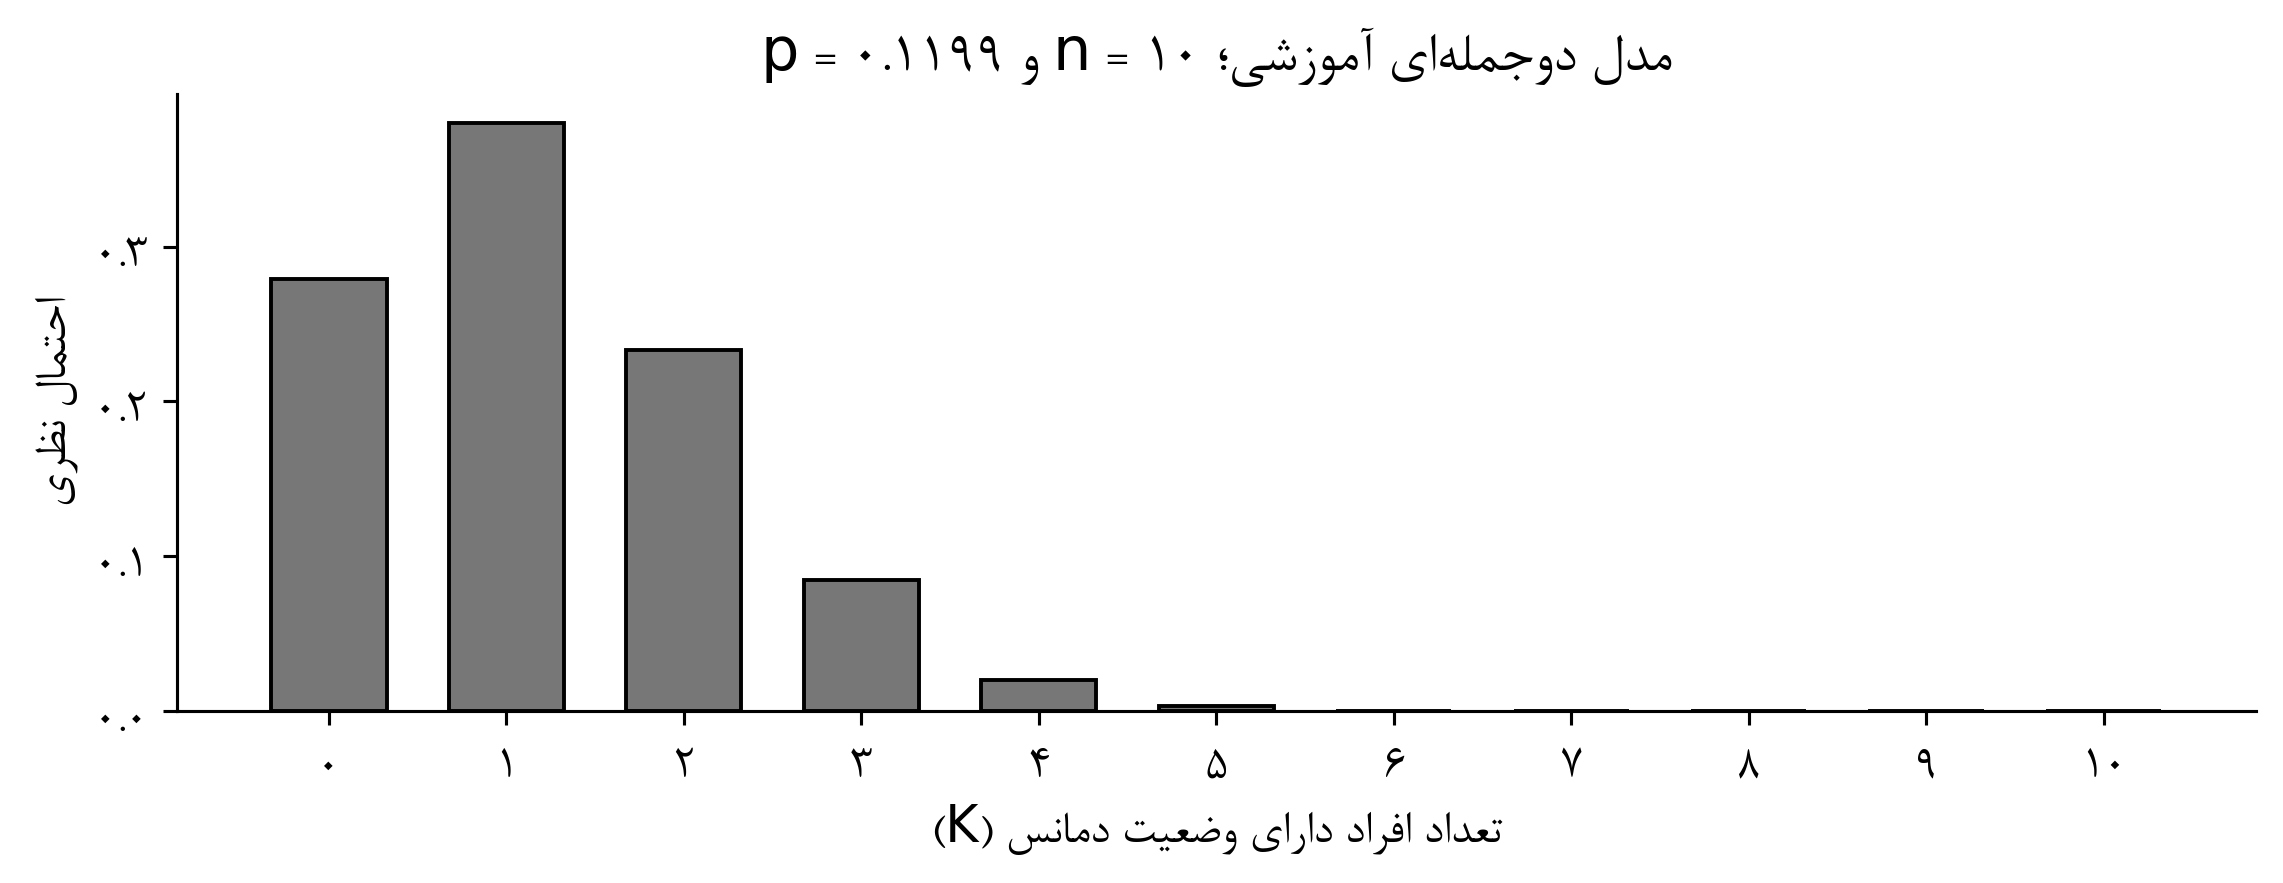 مدل دوجمله‌ای آموزشی؛ n = ۱۰ و p = ۰.۱۱۹۹
احتمال نظری
۰.۳
۰.۲
۰.۱
۰.۰
۰ ۱ ۲ ۳ ۴ ۵ ۶ ۷ ۸ ۹ ۱۰
تعداد افراد دارای وضعیت دمانس (K)